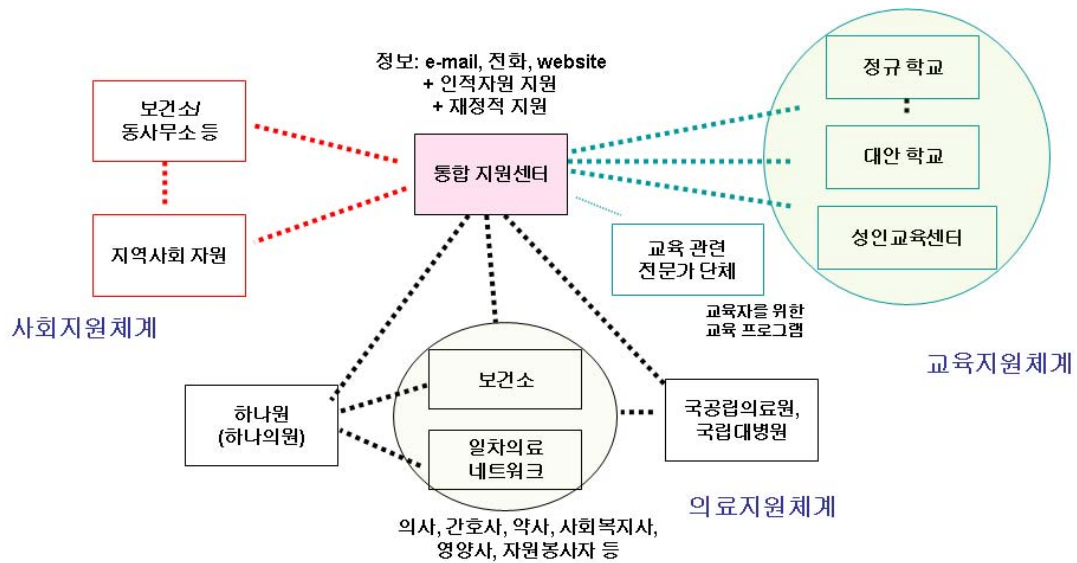 정보: e-mail, 전화, website
+ 인적자원 지원
+ 재정적 지원
보건소/
동사무소 등
통합 지원센터
정규 학교
대안 학교
성인교육센터
지역사회 자원
교육 관련
전문가 단체
교육자를 위한
교육 프로그램
사회지원체계
교육지원체계
보건소
하나원
(하나의원)
일차의료
네트워크
국공립의료원,
국립대병원
의료지원체계
의사, 간호사, 약사, 사회복지사,
영양사, 자원봉사자 등